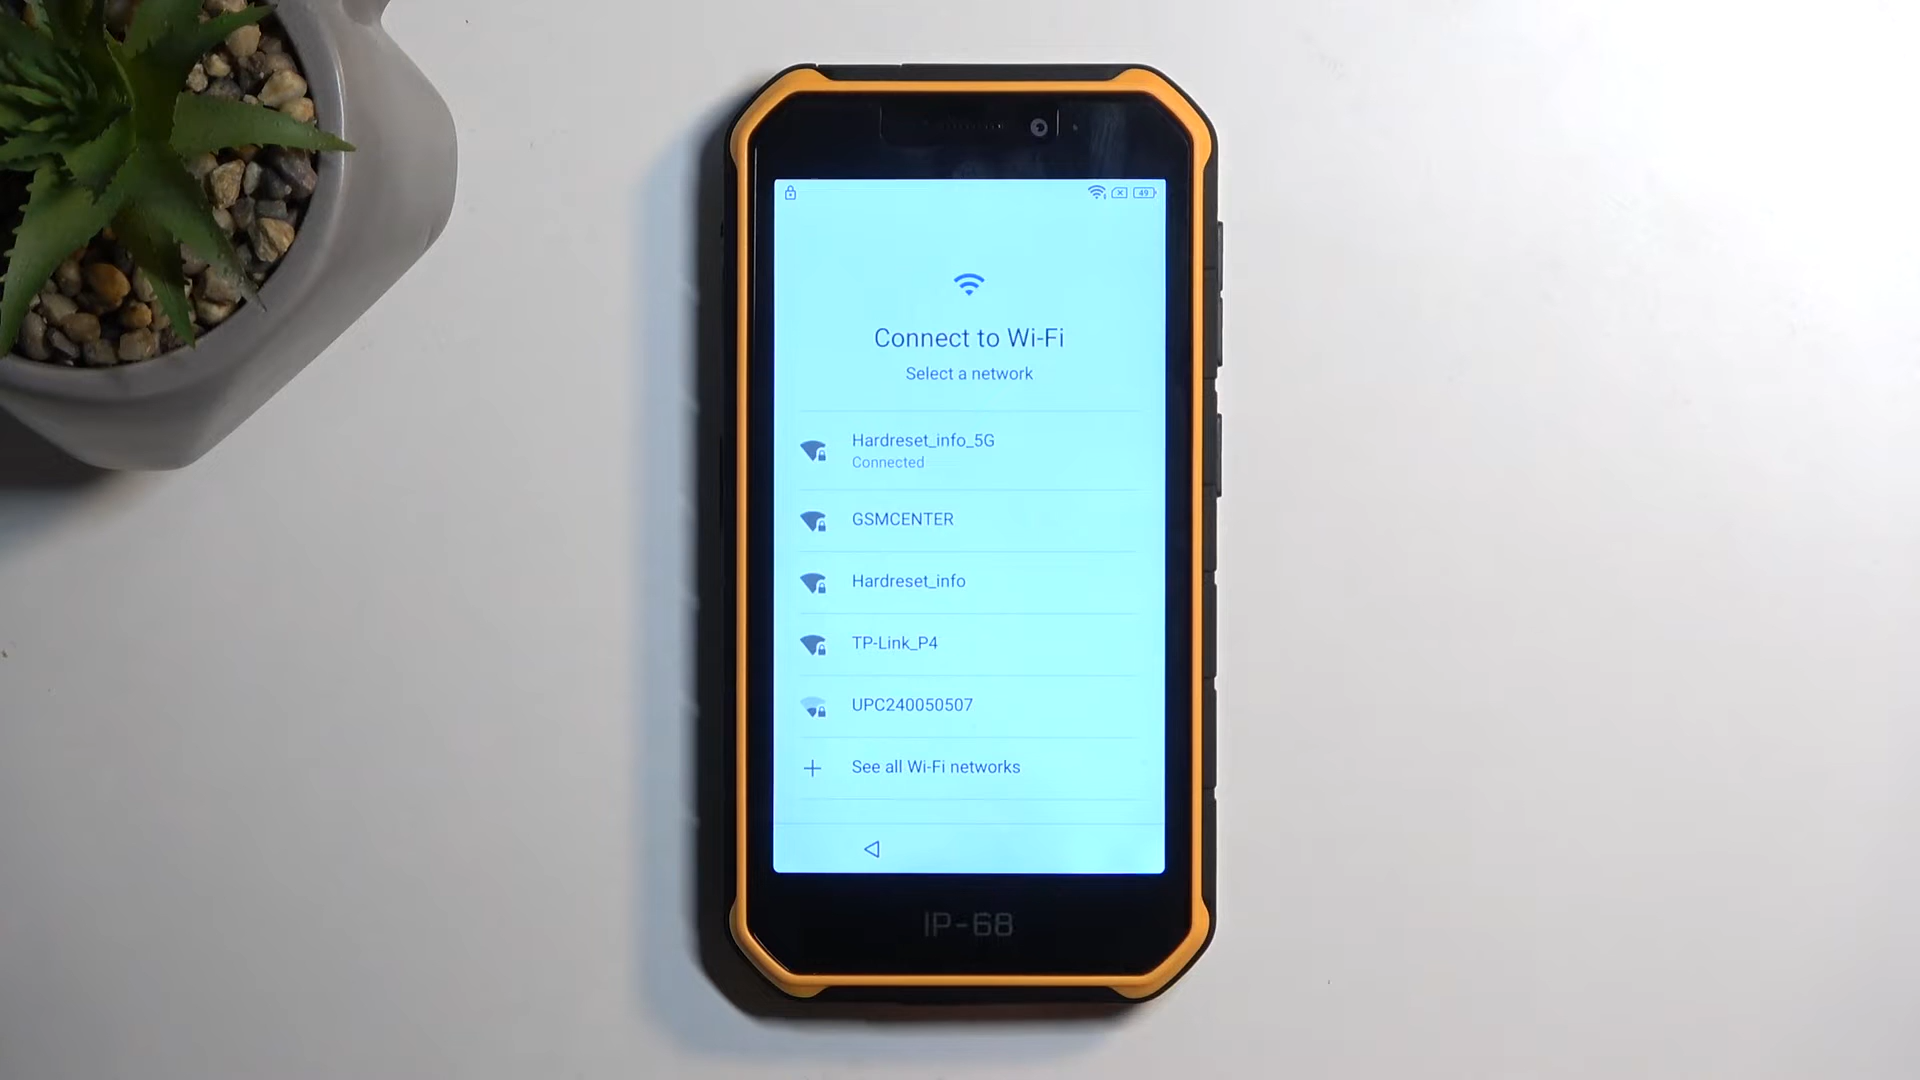 49
Connect to Wi-Fi
Select a network
Hardreset_info_5G
Connected
GSMCENTER
Hardreset_info
TP-Link_P4
UPC240050507
See all Wi-Fi networks
IP-68